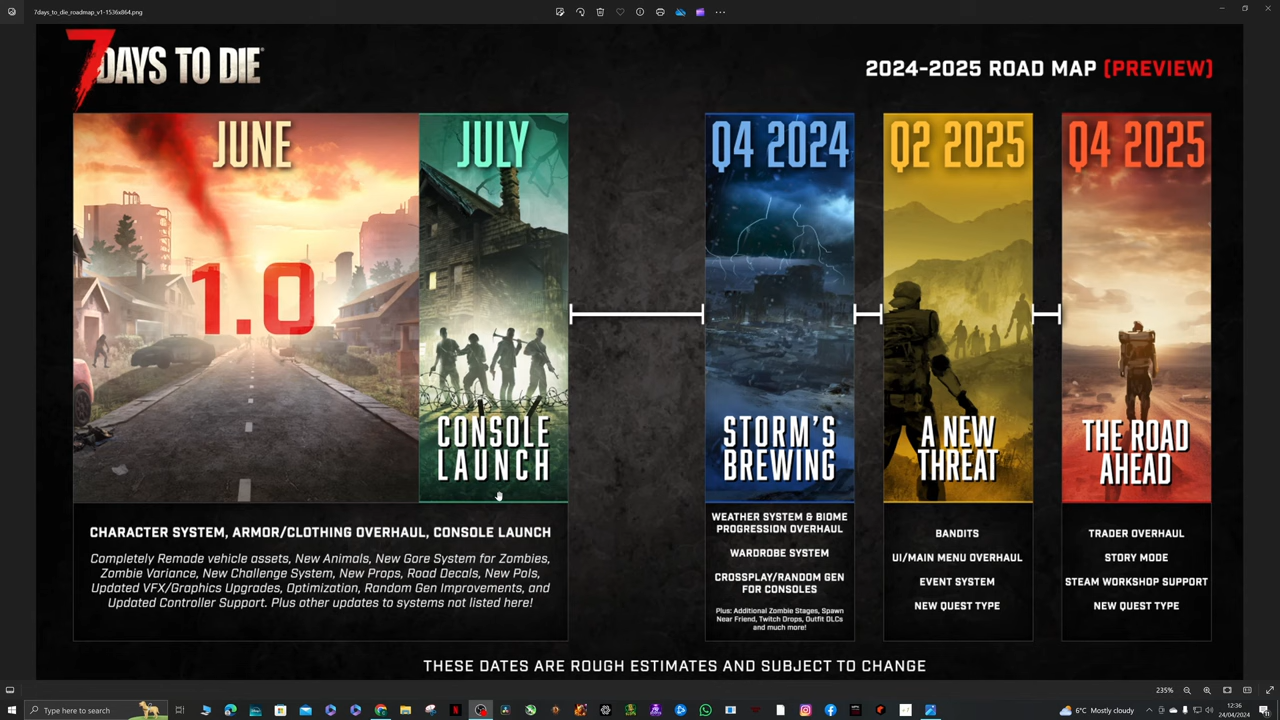 7days_to_die_roadmap_v1-1536x864.png
7 DAYS TO DIE
2024-2025 ROAD MAP (PREVIEW)
JUNE
1.0
JULY
CONSOLE
LAUNCH
CHARACTER SYSTEM, ARMOR/CLOTHING OVERHAUL, CONSOLE LAUNCH
Completely Remade vehicle assets, New Animals, New Gore System for Zombies,
Zombie Variance, New Challenge System, New Props, Road Decals, New PoIs,
Updated VFX/Graphics Upgrades, Optimization, Random Gen Improvements, and
Updated Controller Support. Plus other updates to systems not listed here!
Q4 2024
STORM'S
BREWING
WEATHER SYSTEM & BIOME
PROGRESSION OVERHAUL
WARDROBE SYSTEM
CROSSPLAY/RANDOM GEN
FOR CONSOLES
Plus: Additional Zombie Stages, Spawn
Near Friend, Twitch Drops, Outfit DLCs
and much more!
Q2 2025
A NEW
THREAT
BANDITS
UI/MAIN MENU OVERHAUL
EVENT SYSTEM
NEW QUEST TYPE
Q4 2025
THE ROAD
AHEAD
TRADER OVERHAUL
STORY MODE
STEAM WORKSHOP SUPPORT
NEW QUEST TYPE
THESE DATES ARE ROUGH ESTIMATES AND SUBJECT TO CHANGE
235%
Type here to search
6°C Mostly cloudy
12:36
24/04/2024